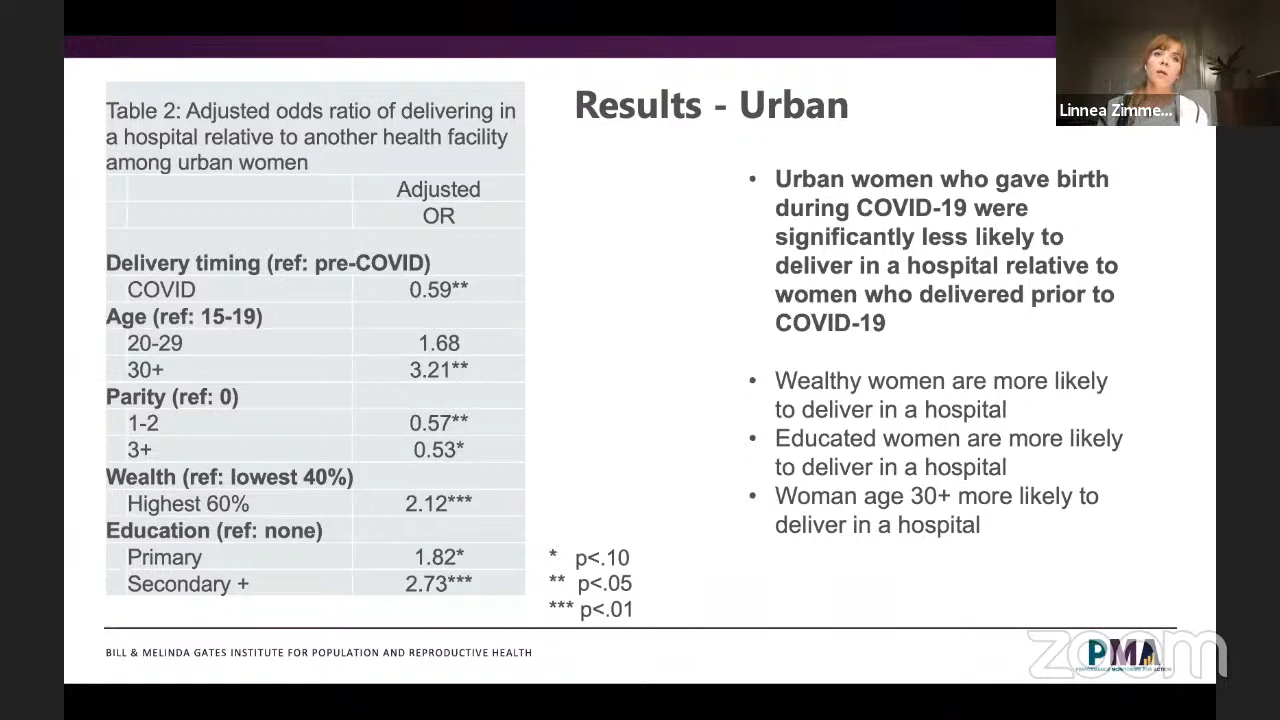 Table 2: Adjusted odds ratio of delivering in
a hospital relative to another health facility
among urban women
Adjusted
OR
Delivery timing (ref: pre-COVID)
COVID 0.59**
Age (ref: 15-19)
20-29 1.68
30+ 3.21**
Parity (ref: 0)
1-2 0.57**
3+ 0.53*
Wealth (ref: lowest 40%)
Highest 60% 2.12***
Education (ref: none)
Primary 1.82*
Secondary + 2.73***
* p<.10
** p<.05
*** p<.01
Results - Urban
• Urban women who gave birth
during COVID-19 were
significantly less likely to
deliver in a hospital relative to
women who delivered prior to
COVID-19
• Wealthy women are more likely
to deliver in a hospital
• Educated women are more likely
to deliver in a hospital
• Woman age 30+ more likely to
deliver in a hospital
Linnea Zimme...
BILL & MELINDA GATES INSTITUTE FOR POPULATION AND REPRODUCTIVE HEALTH
PMA
PERFORMANCE MONITORING FOR ACTION
zoom